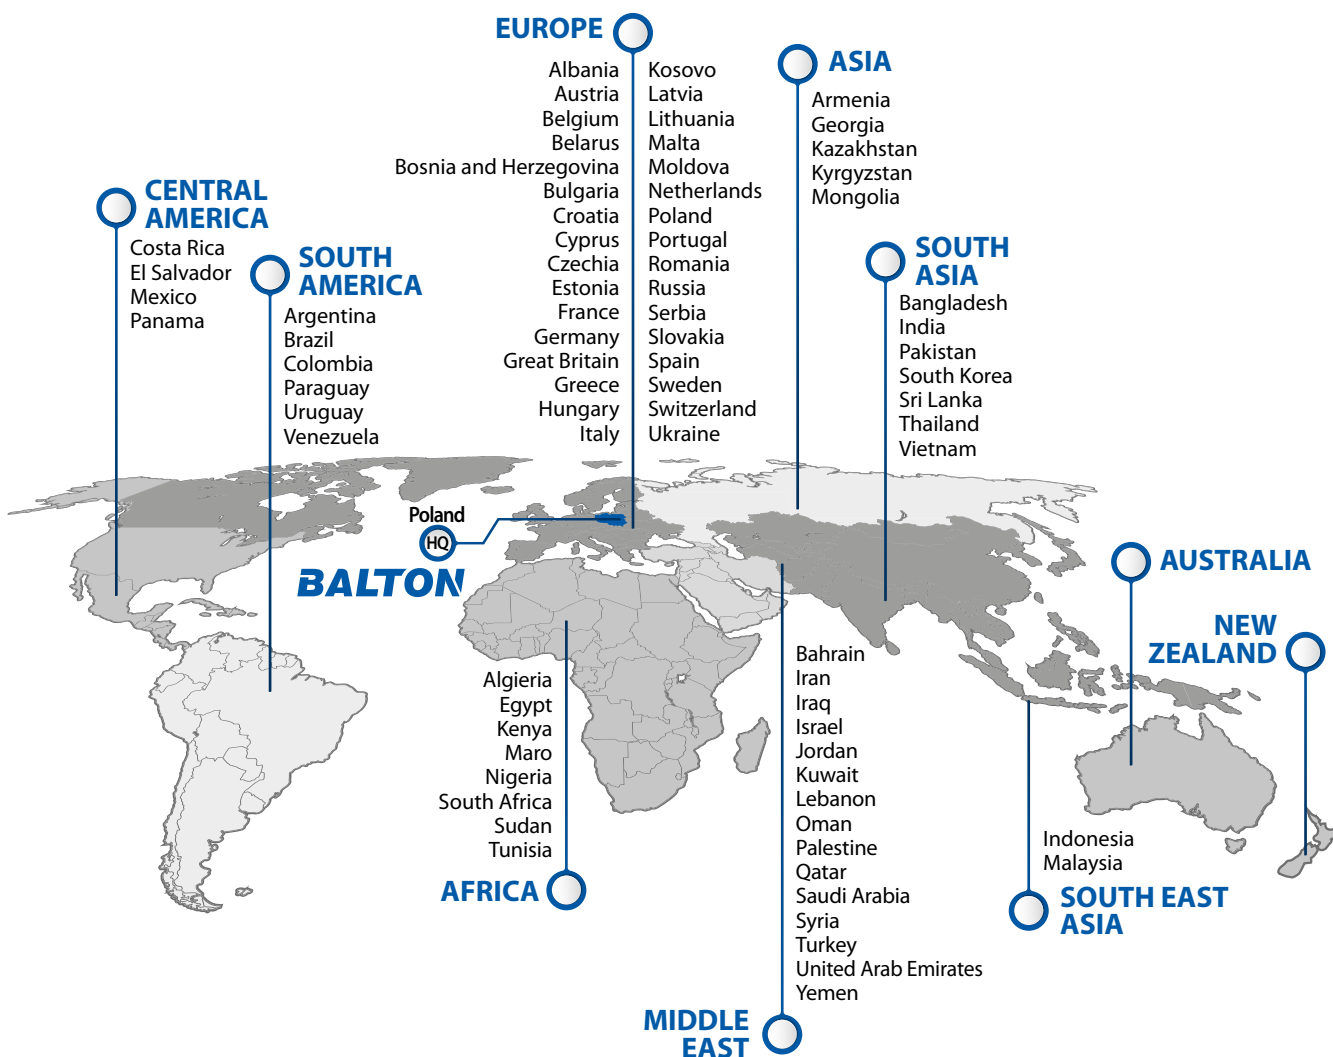 EUROPE
Albania
Austria
Belgium
Belarus
Bosnia and Herzegovina
Bulgaria
Croatia
Cyprus
Czechia
Estonia
France
Germany
Great Britain
Greece
Hungary
Italy
Kosovo
Latvia
Lithuania
Malta
Moldova
Netherlands
Poland
Portugal
Romania
Russia
Serbia
Slovakia
Spain
Sweden
Switzerland
Ukraine
ASIA
Armenia
Georgia
Kazakhstan
Kyrgyzstan
Mongolia
CENTRAL
AMERICA
Costa Rica
El Salvador
Mexico
Panama
SOUTH
AMERICA
Argentina
Brazil
Colombia
Paraguay
Uruguay
Venezuela
SOUTH
ASIA
Bangladesh
India
Pakistan
South Korea
Sri Lanka
Thailand
Vietnam
Poland
HQ
BALTON
AUSTRALIA
NEW
ZEALAND
Algieria
Egypt
Kenya
Maro
Nigeria
South Africa
Sudan
Tunisia
AFRICA
Bahrain
Iran
Iraq
Israel
Jordan
Kuwait
Lebanon
Oman
Palestine
Qatar
Saudi Arabia
Syria
Turkey
United Arab Emirates
Yemen
MIDDLE
EAST
Indonesia
Malaysia
SOUTH EAST
ASIA